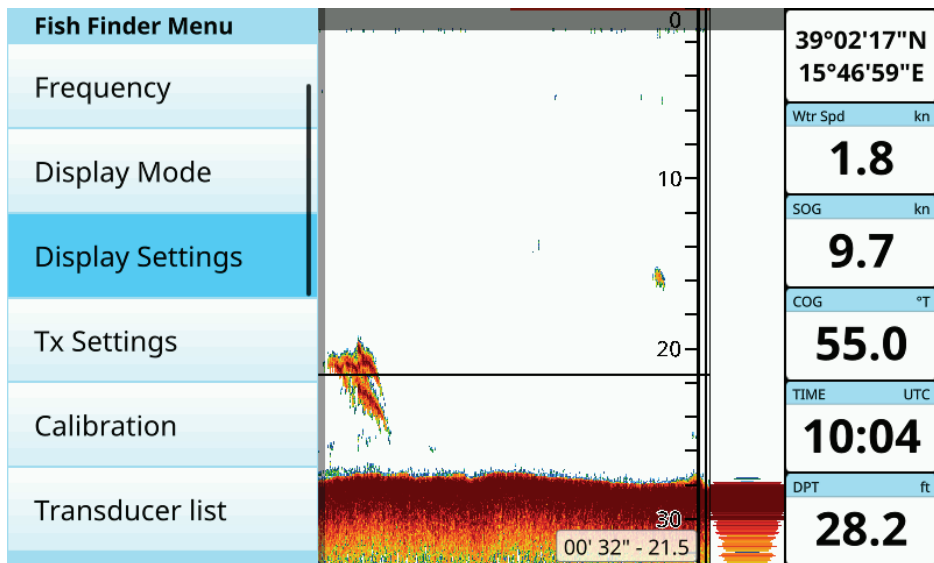 Fish Finder Menu
Frequency
Display Mode
Display Settings
Tx Settings
Calibration
Transducer list
0
10
20
30
00' 32" - 21.5
39°02'17"N
15°46'59"E
Wtr Spd kn
1.8
SOG kn
9.7
COG °T
55.0
TIME UTC
10:04
DPT ft
28.2